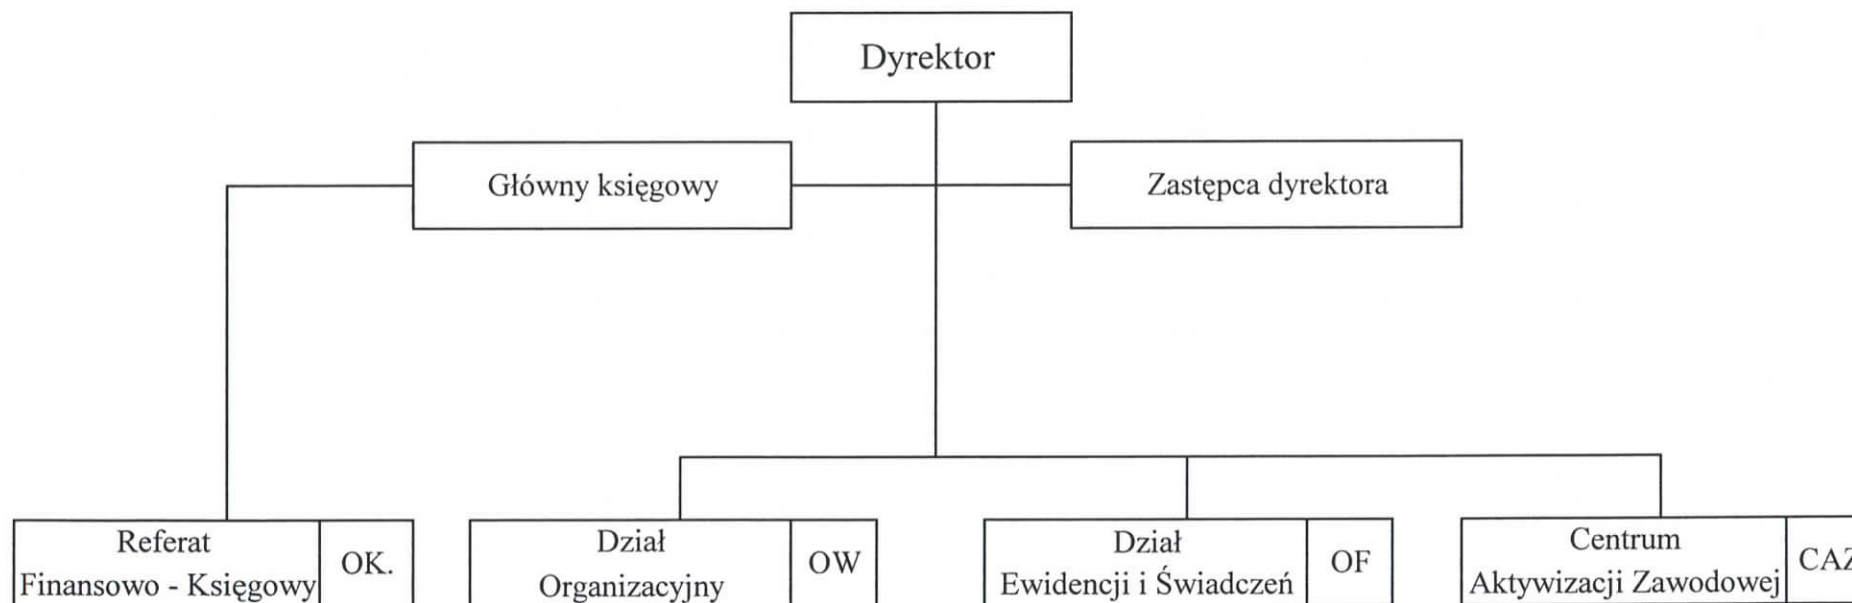 Dyrektor
Główny księgowy
Zastępca dyrektora
Referat
Finansowo - Księgowy
OK.
Dział
Organizacyjny
OW
Dział
Ewidencji i Świadczeń
OF
Centrum
Aktywizacji Zawodowej
CAZ